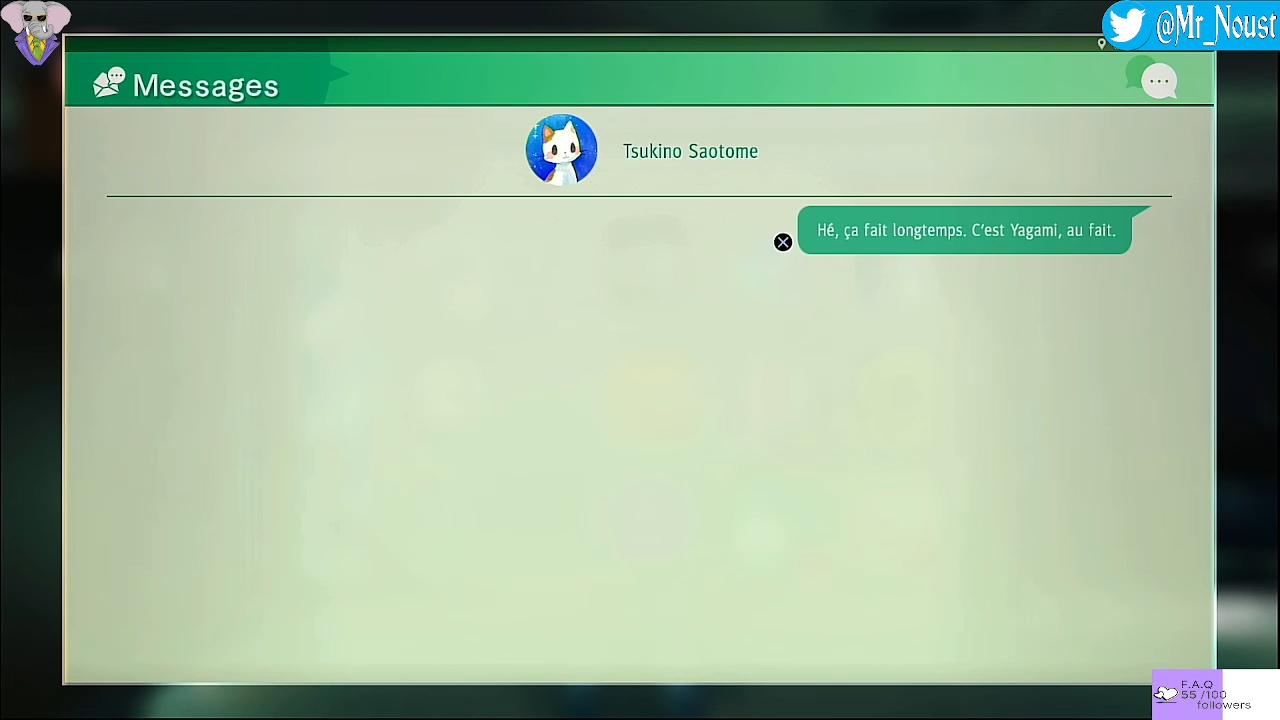 @Mr_Noust
Messages
Tsukino Saotome
Hé, ça fait longtemps. C'est Yagami, au fait.
F.A.Q
55 /100
followers